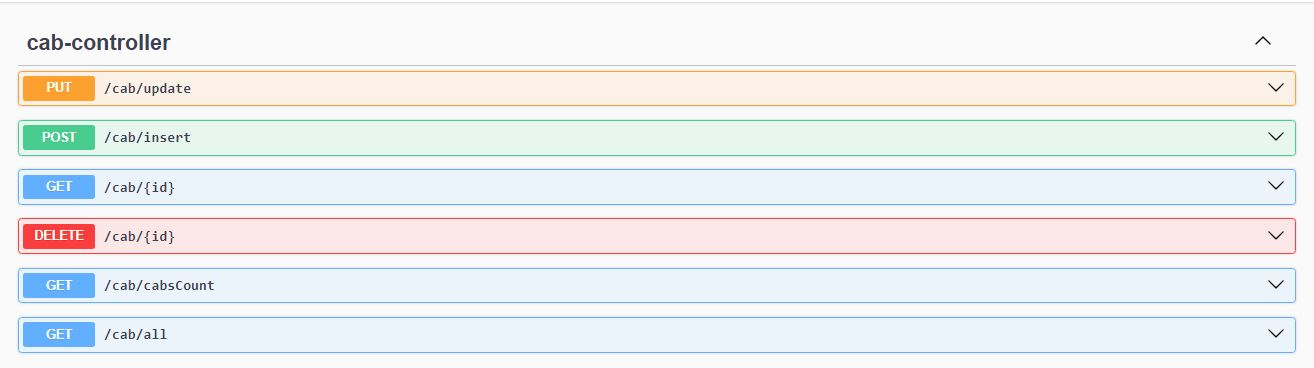 cab-controller
PUT /cab/update
POST /cab/insert
GET /cab/{id}
DELETE /cab/{id}
GET /cab/cabsCount
GET /cab/all